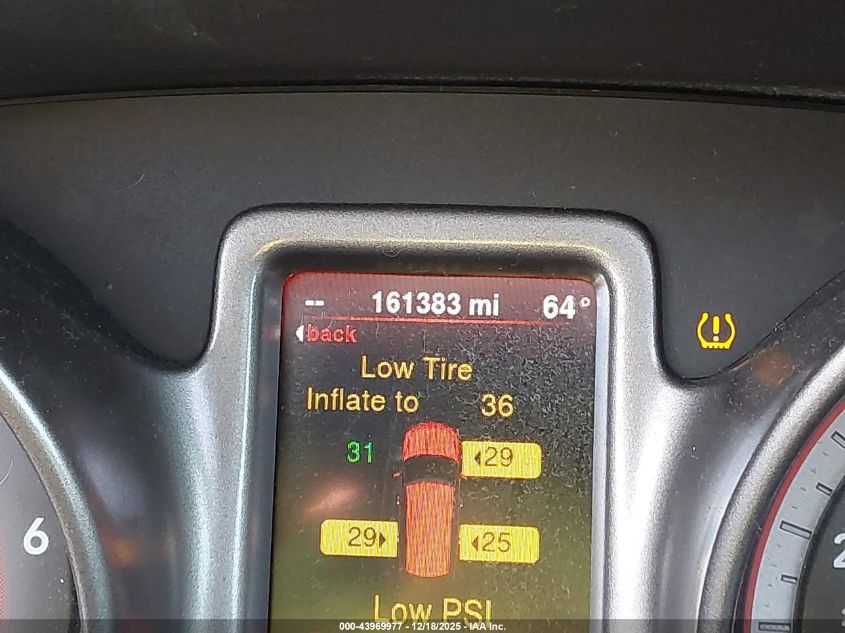 -- 161383 mi 64°
back
Low Tire
Inflate to 36
31 29
29 25
Low PSI
6
2
000-43969977 - 12/18/2025 - IAA Inc.